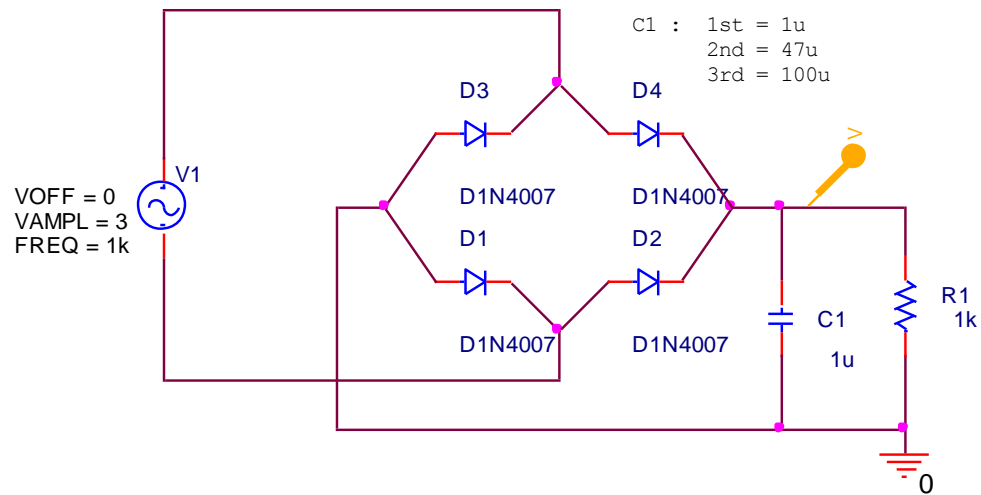 C1 : 1st = 1u
2nd = 47u
3rd = 100u
D3
D4
V
V1
VOFF = 0
VAMPL = 3
FREQ = 1k
D1N4007
D1N4007
D1
D2
R1
1k
C1
1u
D1N4007
D1N4007
0